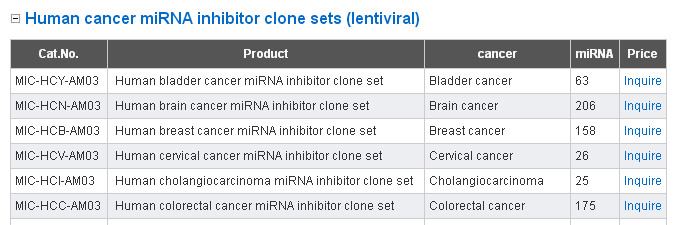 Human cancer miRNA inhibitor clone sets (lentiviral)
Cat.No. Product cancer miRNA Price
MIC-HCY-AM03 Human bladder cancer miRNA inhibitor clone set Bladder cancer 63 Inquire
MIC-HCN-AM03 Human brain cancer miRNA inhibitor clone set Brain cancer 206 Inquire
MIC-HCB-AM03 Human breast cancer miRNA inhibitor clone set Breast cancer 158 Inquire
MIC-HCV-AM03 Human cervical cancer miRNA inhibitor clone set Cervical cancer 26 Inquire
MIC-HCI-AM03 Human cholangiocarcinoma miRNA inhibitor clone set Cholangiocarcinoma 25 Inquire
MIC-HCC-AM03 Human colorectal cancer miRNA inhibitor clone set Colorectal cancer 175 Inquire